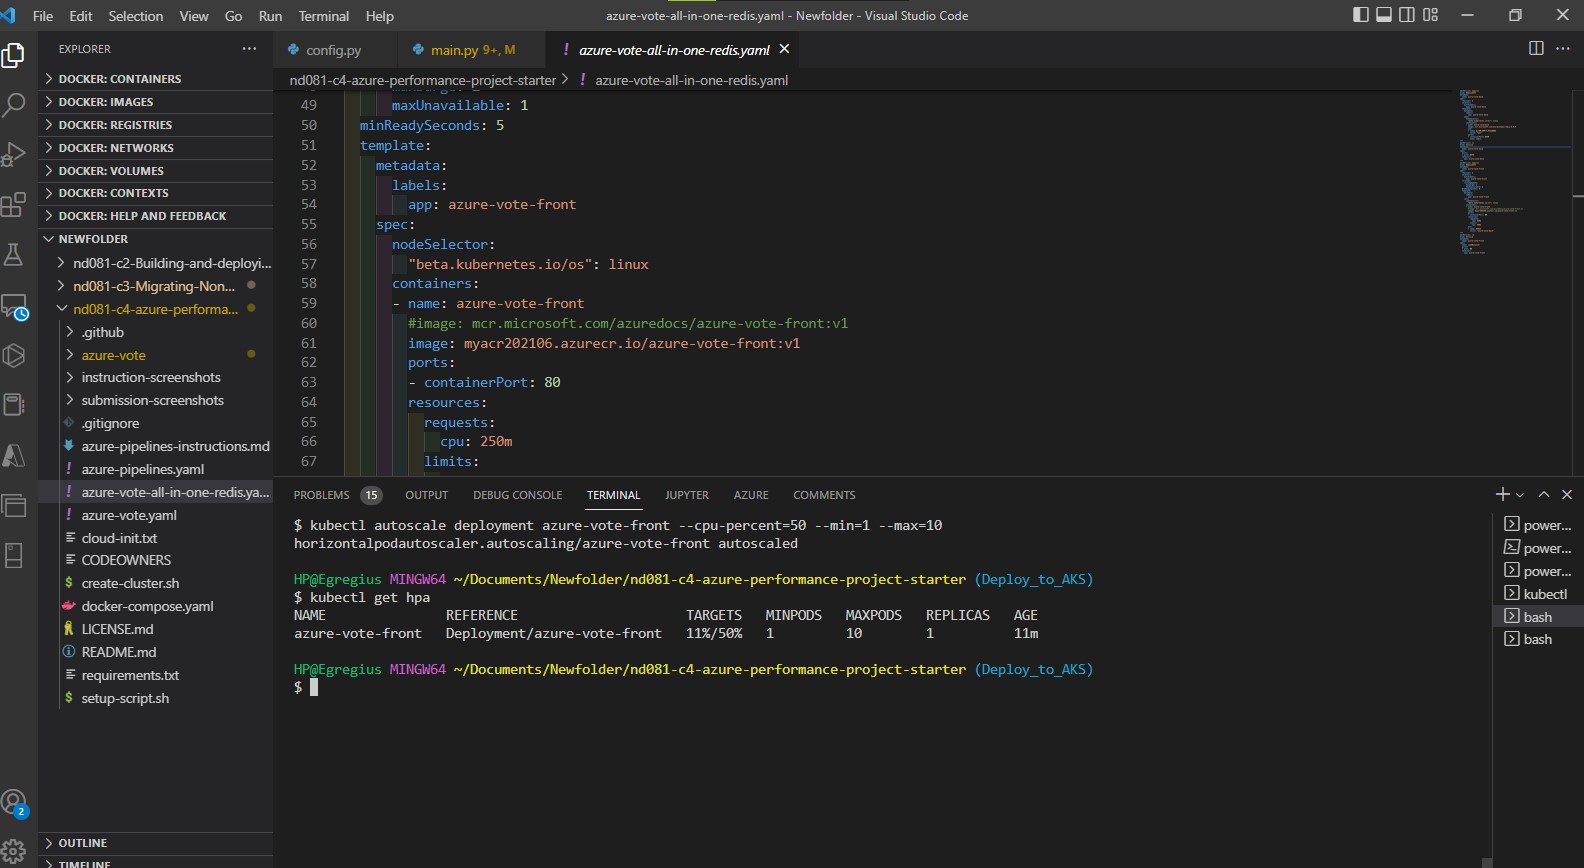 File Edit Selection View Go Run Terminal Help
azure-vote-all-in-one-redis.yaml - Newfolder - Visual Studio Code
EXPLORER
DOCKER: CONTAINERS
DOCKER: IMAGES
DOCKER: REGISTRIES
DOCKER: NETWORKS
DOCKER: VOLUMES
DOCKER: CONTEXTS
DOCKER: HELP AND FEEDBACK
NEWFOLDER
nd081-c2-Building-and-deployi...
nd081-c3-Migrating-Non...
nd081-c4-azure-performa...
.github
azure-vote
instruction-screenshots
submission-screenshots
.gitignore
azure-pipelines-instructions.md
azure-pipelines.yaml
azure-vote-all-in-one-redis.ya...
azure-vote.yaml
cloud-init.txt
CODEOWNERS
create-cluster.sh
docker-compose.yaml
LICENSE.md
README.md
requirements.txt
setup-script.sh
OUTLINE
TIMELINE
2
config.py
main.py 9+, M
azure-vote-all-in-one-redis.yaml
nd081-c4-azure-performance-project-starter > azure-vote-all-in-one-redis.yaml
49 maxUnavailable: 1
50 minReadySeconds: 5
51 template:
52 metadata:
53 labels:
54 app: azure-vote-front
55 spec:
56 nodeSelector:
57 "beta.kubernetes.io/os": linux
58 containers:
59 - name: azure-vote-front
60 #image: mcr.microsoft.com/azuredocs/azure-vote-front:v1
61 image: myacr202106.azurecr.io/azure-vote-front:v1
62 ports:
63 - containerPort: 80
64 resources:
65 requests:
66 cpu: 250m
67 limits:
PROBLEMS 15 OUTPUT DEBUG CONSOLE TERMINAL JUPYTER AZURE COMMENTS
$ kubectl autoscale deployment azure-vote-front --cpu-percent=50 --min=1 --max=10
horizontalpodautoscaler.autoscaling/azure-vote-front autoscaled
HP@Egregius MINGW64 ~/Documents/Newfolder/nd081-c4-azure-performance-project-starter (Deploy_to_AKS)
$ kubectl get hpa
NAME REFERENCE TARGETS MINPODS MAXPODS REPLICAS AGE
azure-vote-front Deployment/azure-vote-front 11%/50% 1 10 1 11m
HP@Egregius MINGW64 ~/Documents/Newfolder/nd081-c4-azure-performance-project-starter (Deploy_to_AKS)
$
power...
power...
power...
kubectl
bash
bash